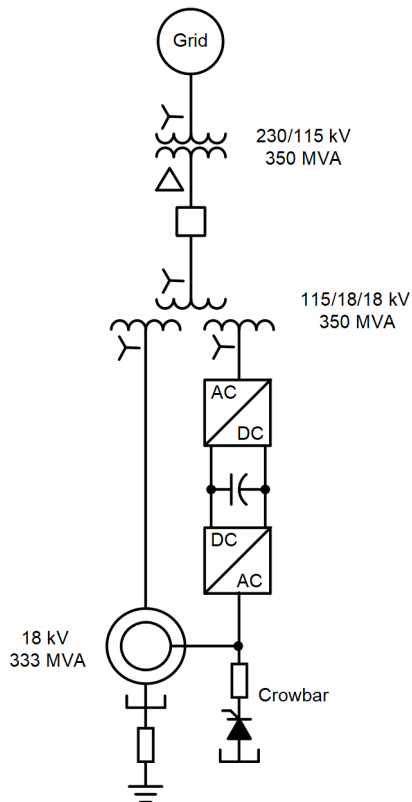 Grid
230/115 kV
350 MVA
115/18/18 kV
350 MVA
AC
DC
DC
AC
18 kV
333 MVA
Crowbar